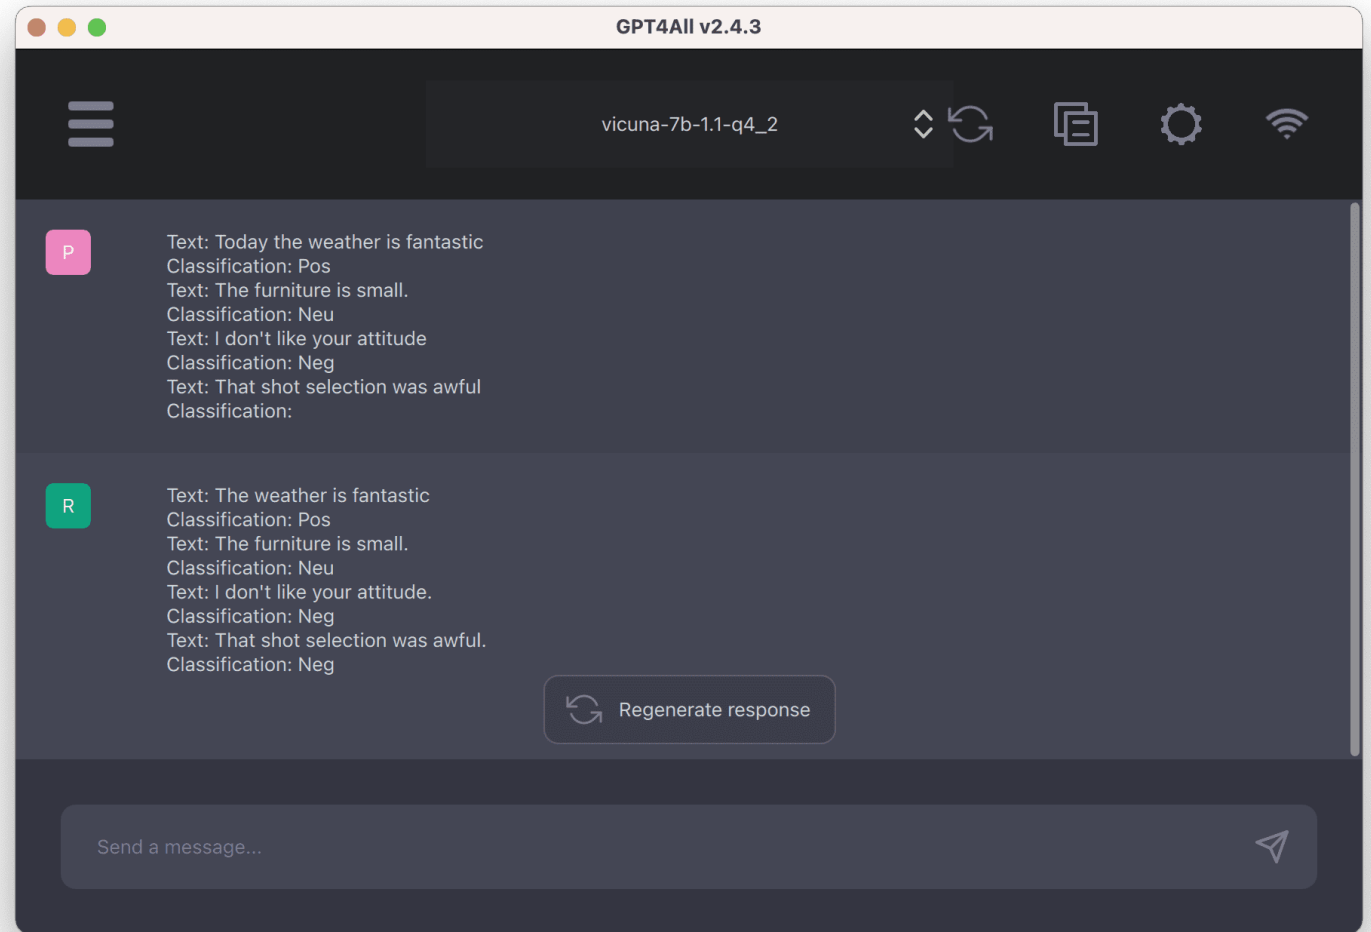 GPT4All v2.4.3
vicuna-7b-1.1-q4_2
P
Text: Today the weather is fantastic
Classification: Pos
Text: The furniture is small.
Classification: Neu
Text: I don't like your attitude
Classification: Neg
Text: That shot selection was awful
Classification:
R
Text: The weather is fantastic
Classification: Pos
Text: The furniture is small.
Classification: Neu
Text: I don't like your attitude.
Classification: Neg
Text: That shot selection was awful.
Classification: Neg
Regenerate response
Send a message...